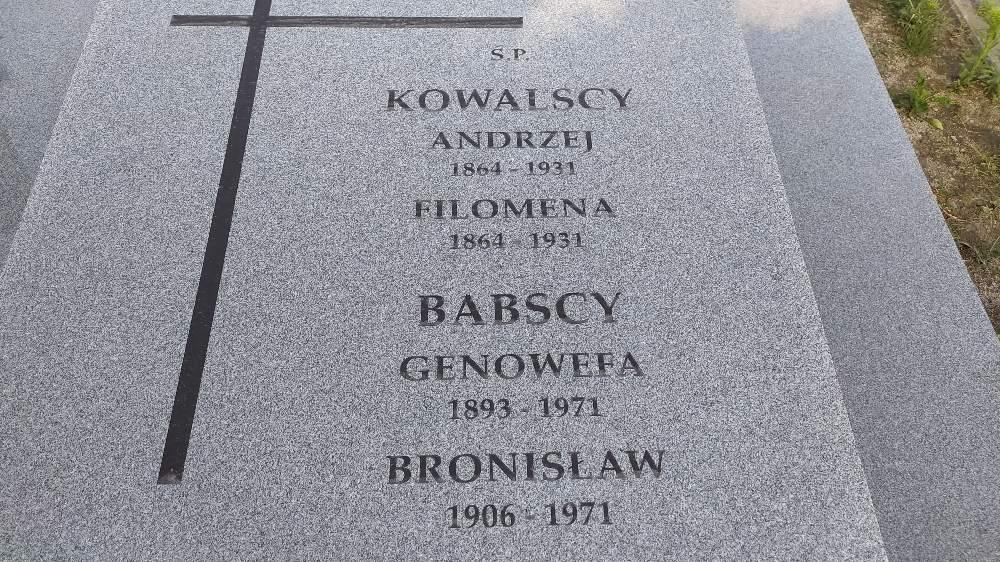 Ś.P.
KOWALSCY
ANDRZEJ
1864 - 1931
FILOMENA
1864 - 1931
BABSCY
GENOWEFA
1893 - 1971
BRONISŁAW
1906 - 1971